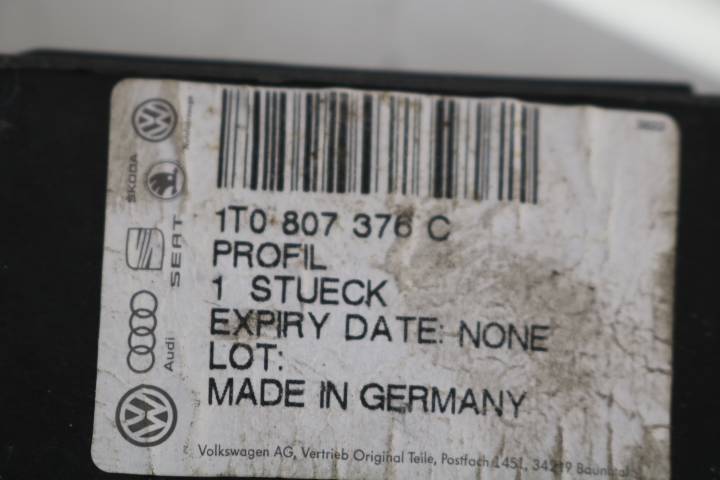 1T0 807 376 C
PROFIL
1 STUECK
EXPIRY DATE: NONE
LOT:
MADE IN GERMANY
Volkswagen AG, Vertrieb Original Teile, Postfach 1451, 34219 Baunatal
ŠKODA
SEAT
Audi